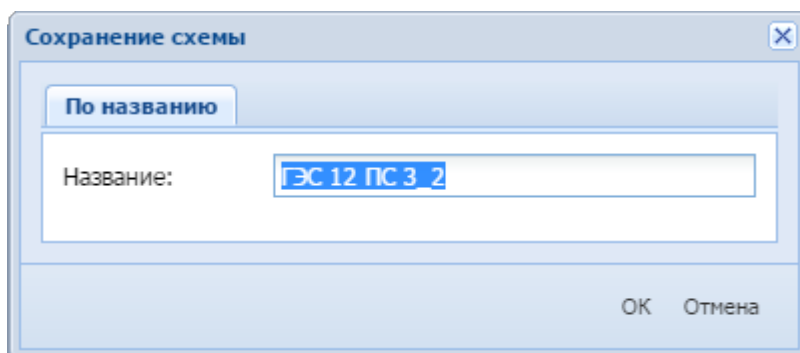 Сохранение схемы
По названию
Название: ГЭС 12 ПС 3_2
ОК Отмена